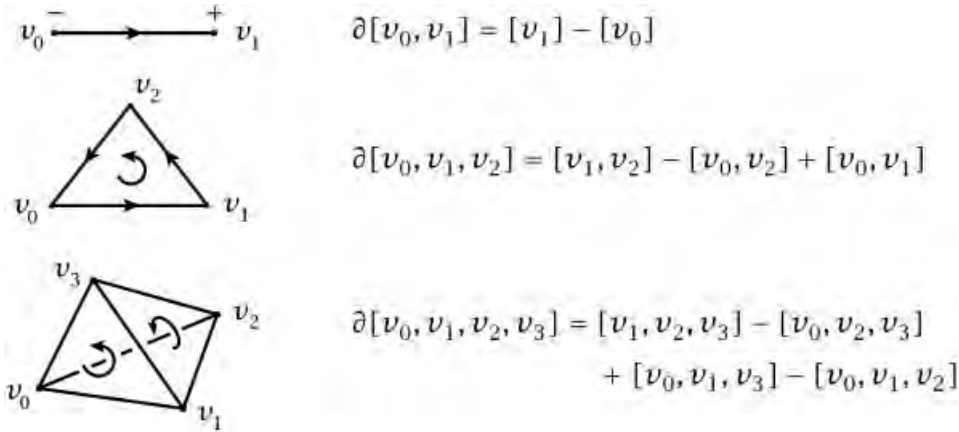 − +
v₀ v₁ ∂[v₀, v₁] = [v₁] − [v₀]
v₂
∂[v₀, v₁, v₂] = [v₁, v₂] − [v₀, v₂] + [v₀, v₁]
v₀ v₁
v₃
v₂ ∂[v₀, v₁, v₂, v₃] = [v₁, v₂, v₃] − [v₀, v₂, v₃]
+ [v₀, v₁, v₃] − [v₀, v₁, v₂]
v₀
v₁